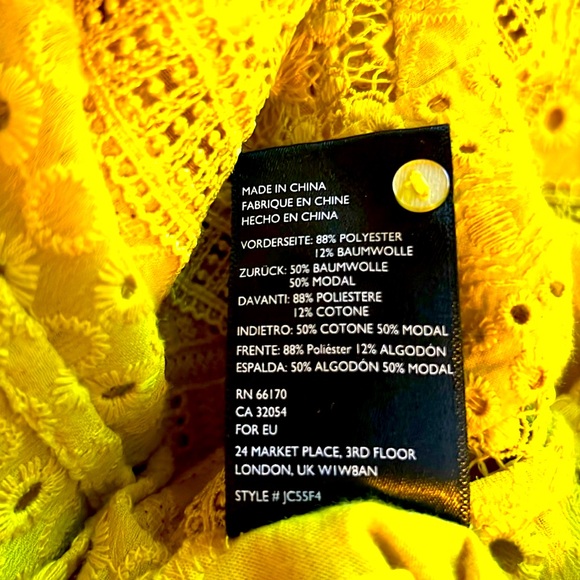 MADE IN CHINA
FABRIQUE EN CHINE
HECHO EN CHINA
VORDERSEITE: 88% POLYESTER
12% BAUMWOLLE
ZURÜCK: 50% BAUMWOLLE
50% MODAL
DAVANTI: 88% POLIESTERE
12% COTONE
INDIETRO: 50% COTONE 50% MODAL
FRENTE: 88% Poliéster 12% ALGODÓN
ESPALDA: 50% ALGODÓN 50% MODAL
RN 66170
CA 32054
FOR EU
24 MARKET PLACE, 3RD FLOOR
LONDON, UK W1W8AN
STYLE # JC55F4